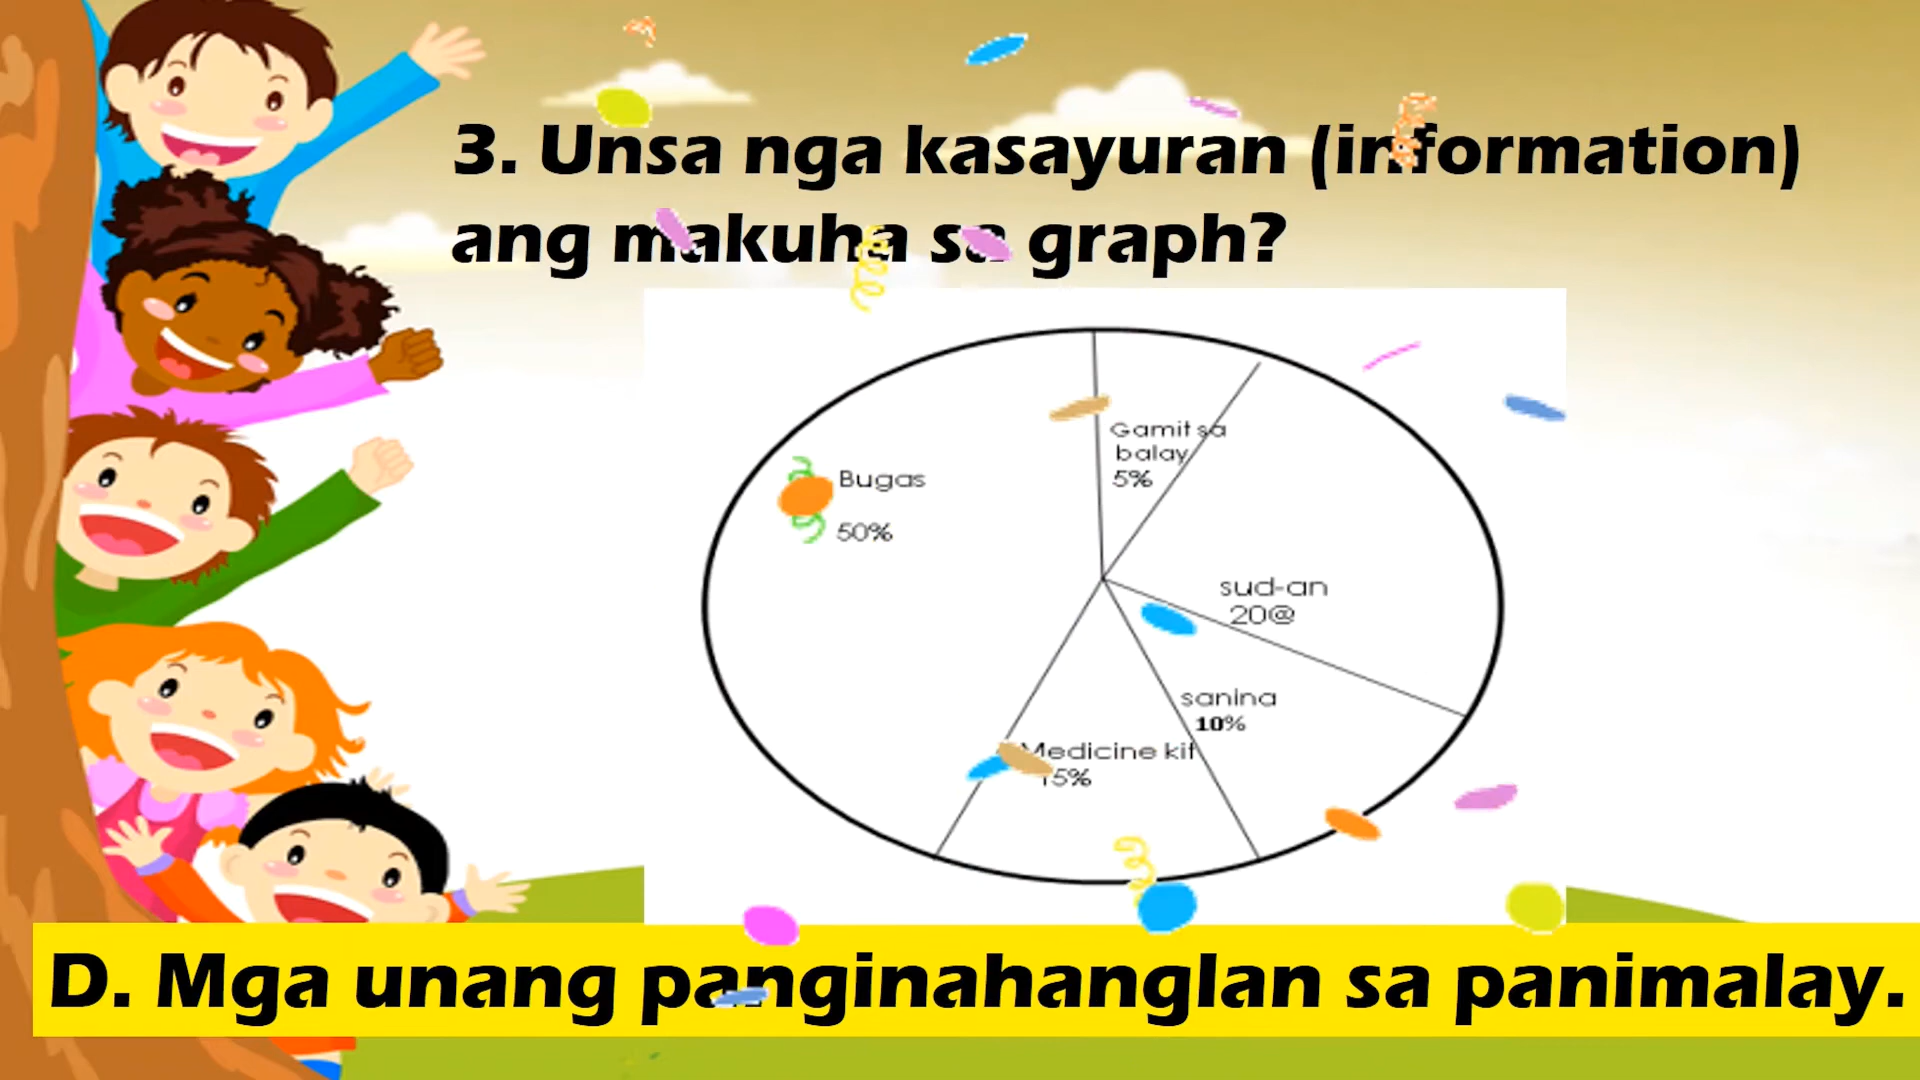 3. Unsa nga kasayuran (information)
ang makuha sa graph?
Gamit sa
balay
5%
Bugas
50%
sud-an
20@
sanina
10%
Medicine kit
15%
D. Mga unang panginahanglan sa panimalay.